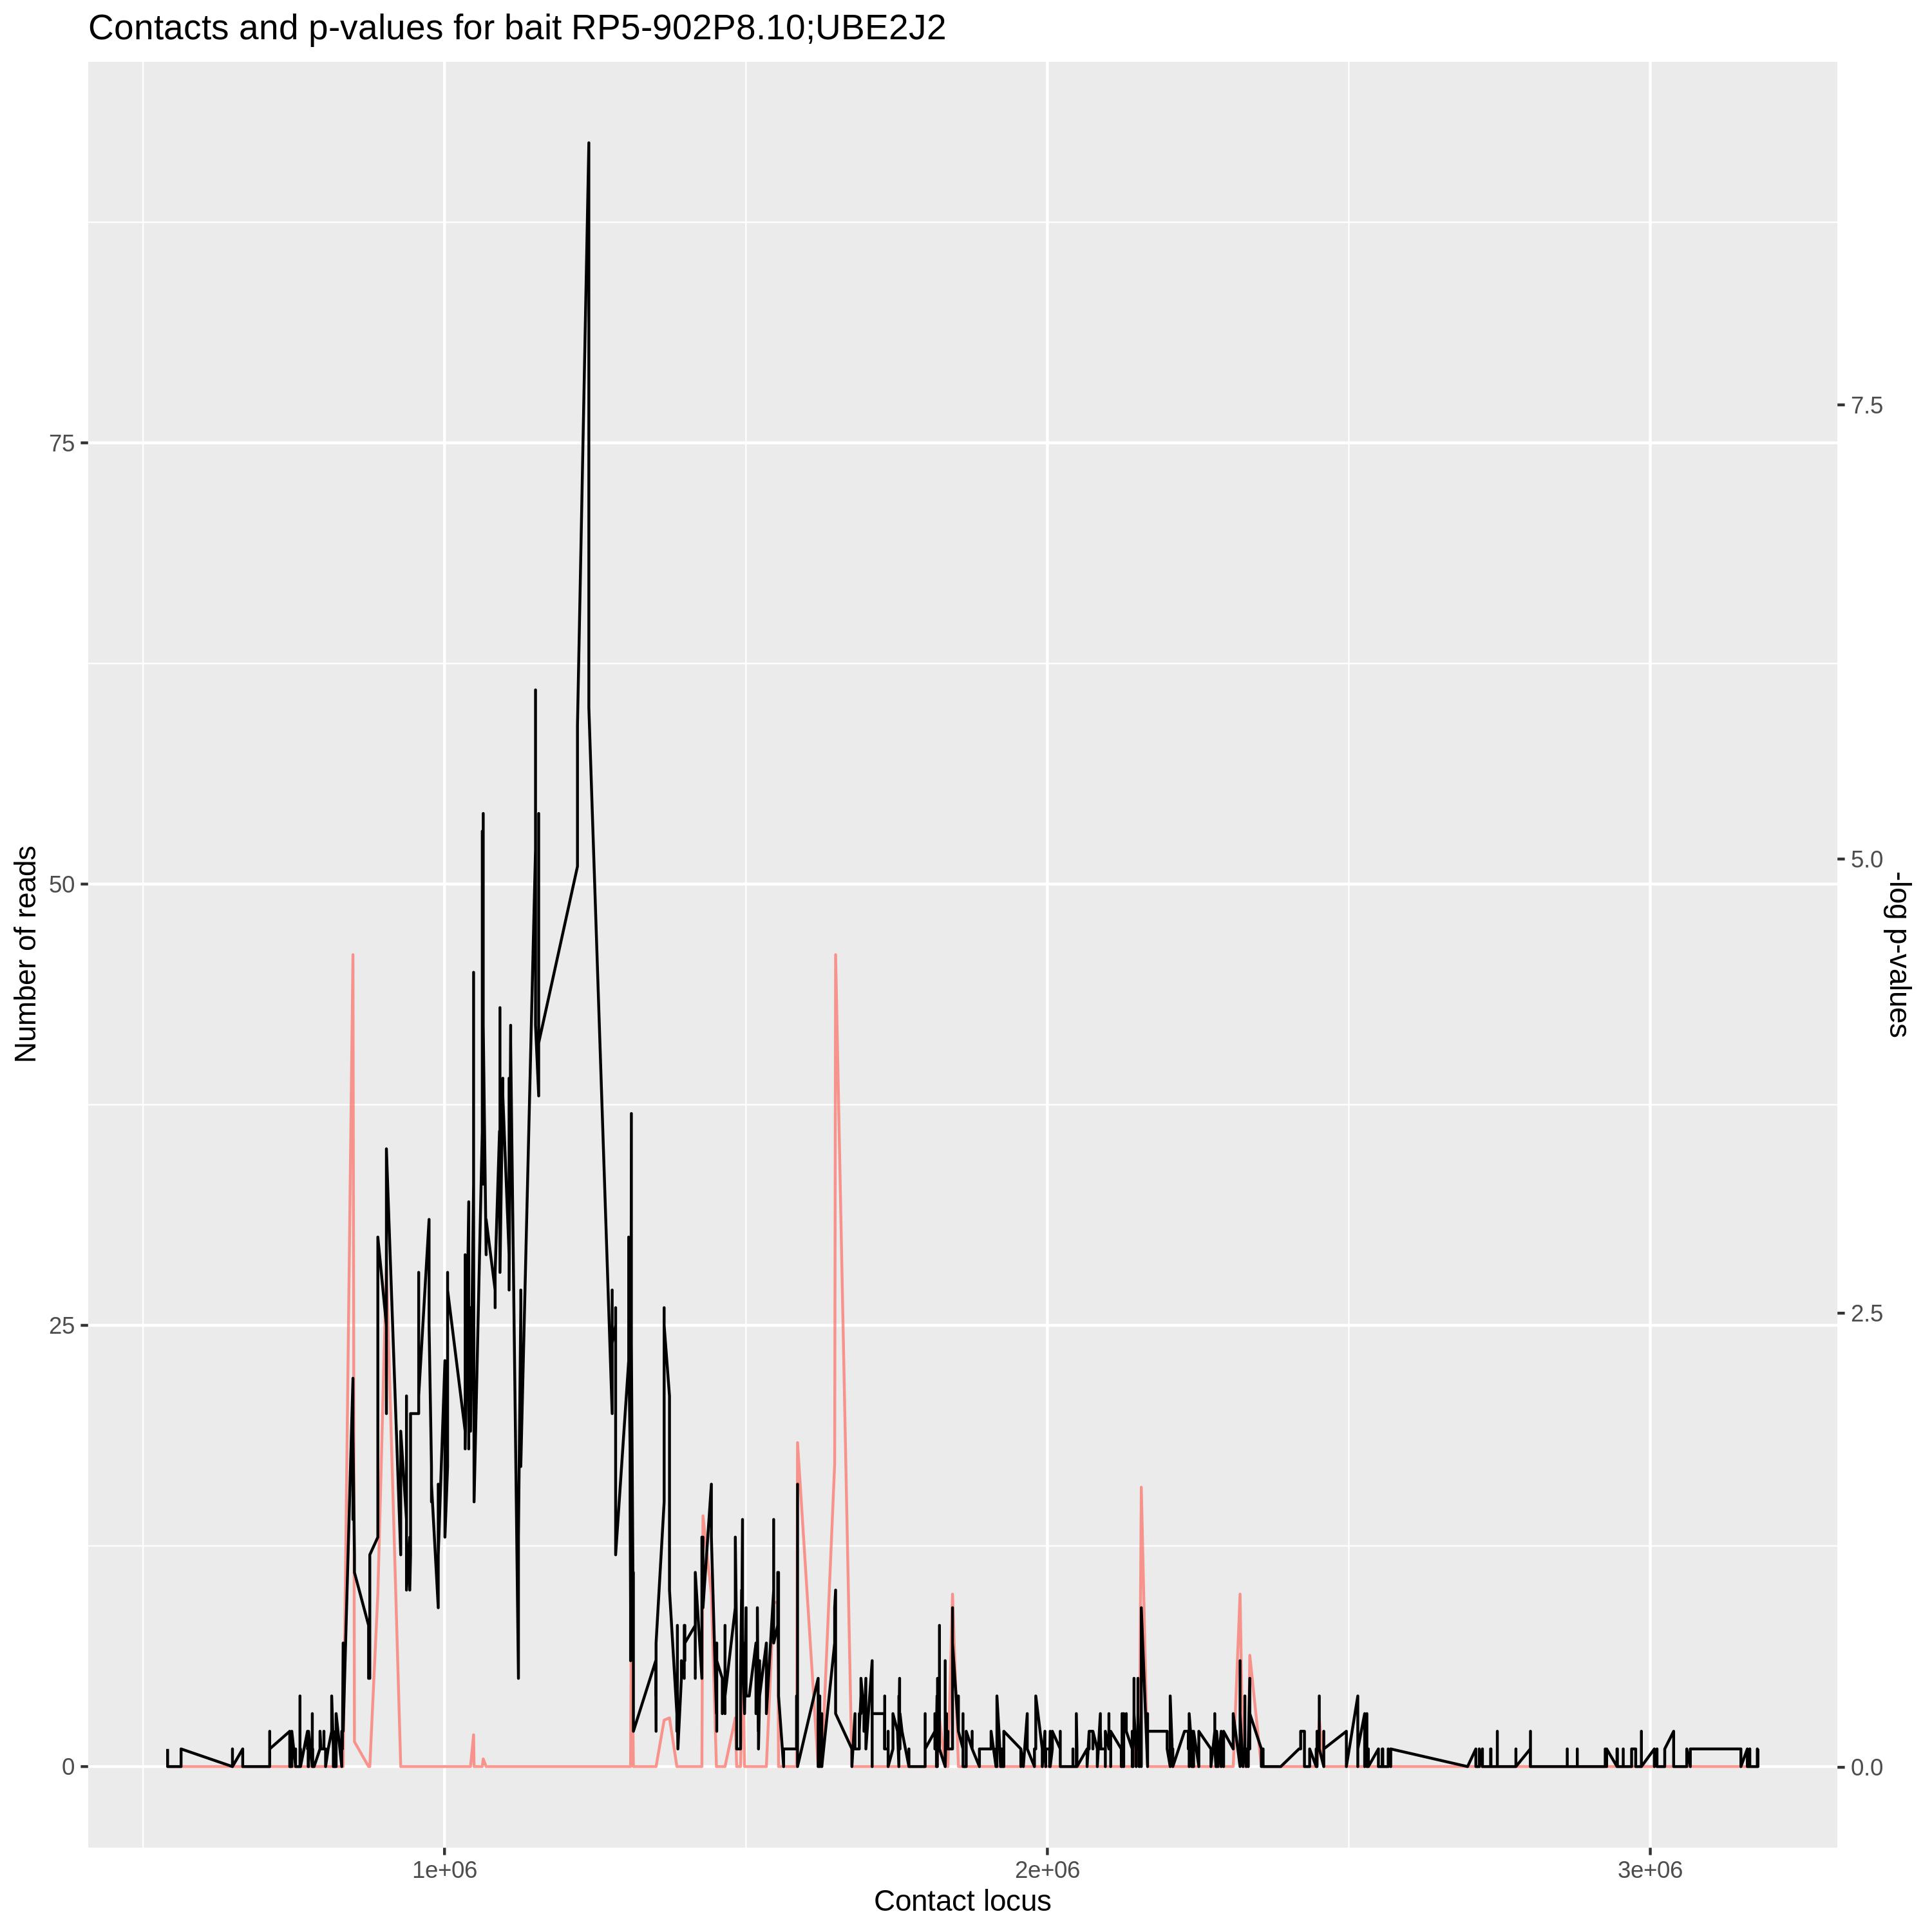 Contacts and p-values for bait RP5-902P8.10;UBE2J2
75
50
25
0
7.5
5.0
2.5
0.0
Number of reads
-log p-values
1e+06
2e+06
3e+06
Contact locus